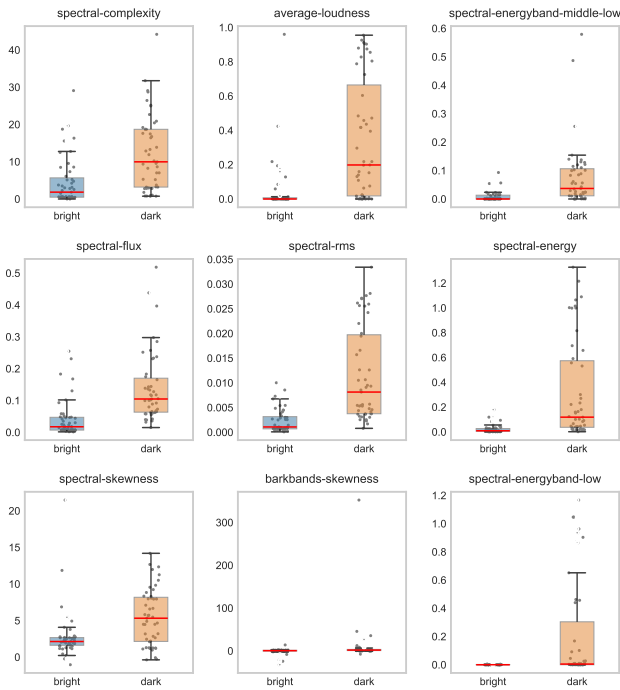 spectral-complexity average-loudness spectral-energyband-middle-low
40 1.0 0.6
30 0.8 0.5
20 0.6 0.4
10 0.4 0.3
0 0.2 0.2
0.0 0.1
0.0
bright dark bright dark bright dark
spectral-flux spectral-rms spectral-energy
0.5 0.035 1.2
0.4 0.030 1.0
0.3 0.025 0.8
0.2 0.020 0.6
0.1 0.015 0.4
0.0 0.010 0.2
0.005 0.0
0.000
bright dark bright dark bright dark
spectral-skewness barkbands-skewness spectral-energyband-low
20 300 1.2
15 200 1.0
10 100 0.8
5 0 0.6
0 0.4
0.2
0.0
bright dark bright dark bright dark